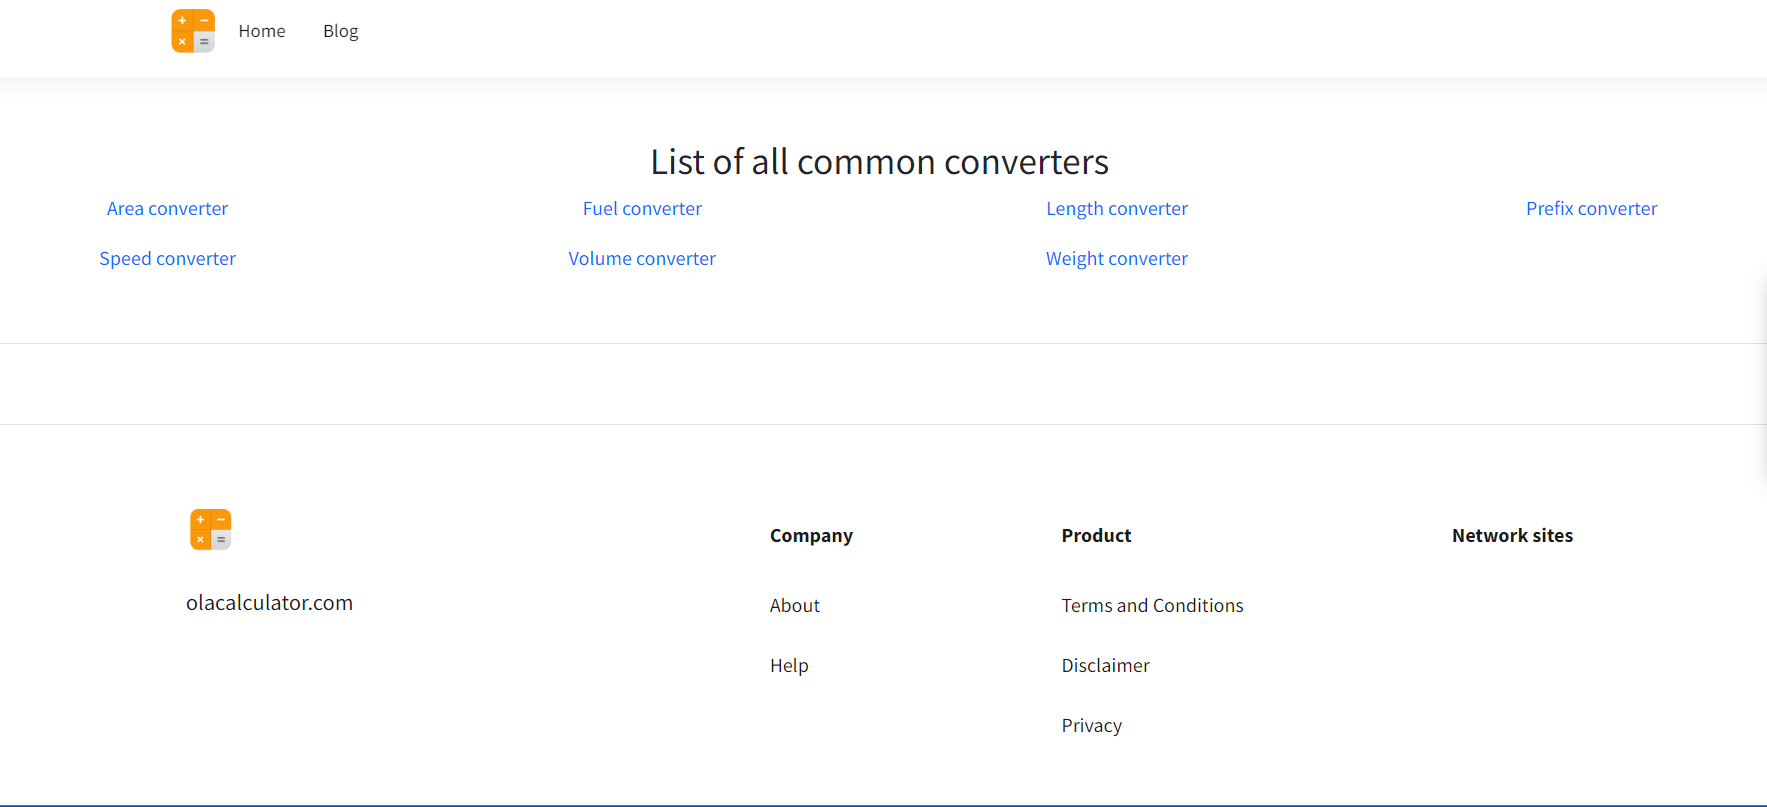 Home Blog
List of all common converters
Area converter Fuel converter Length converter Prefix converter
Speed converter Volume converter Weight converter
Company Product Network sites
olacalculator.com About Terms and Conditions
Help Disclaimer
Privacy